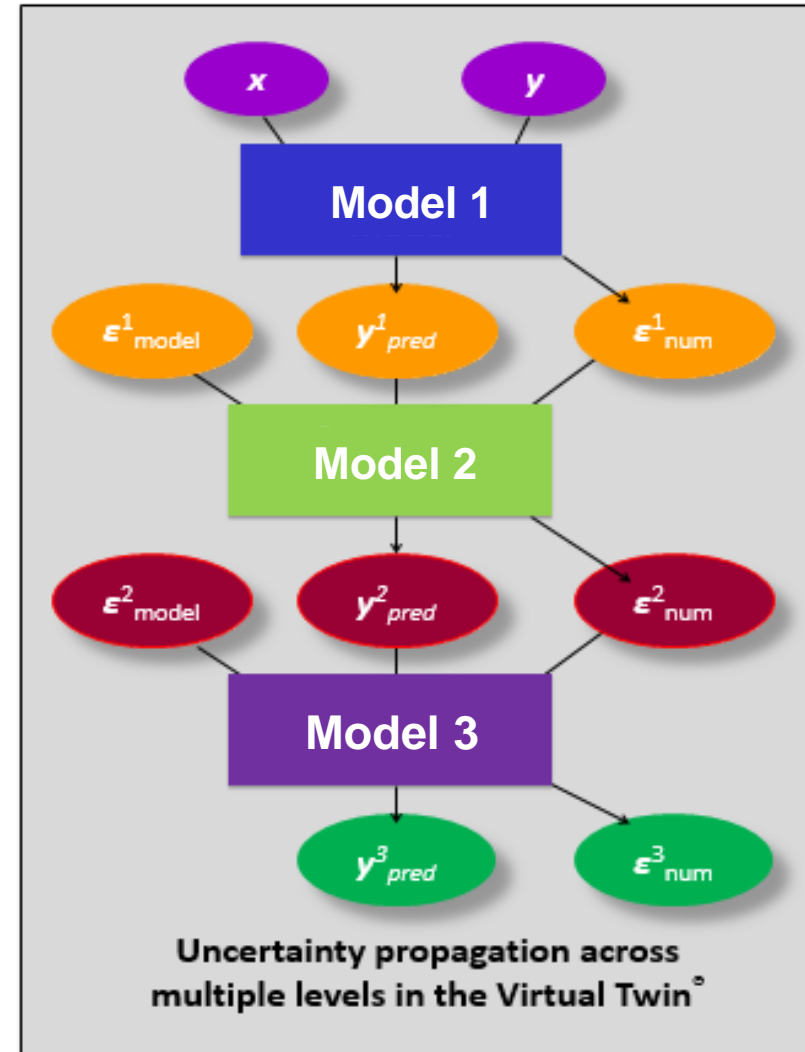 x
y
Model 1
ε¹model
y¹pred
ε¹num
Model 2
ε²model
y²pred
ε²num
Model 3
y³pred
ε³num
Uncertainty propagation across
multiple levels in the Virtual Twin®